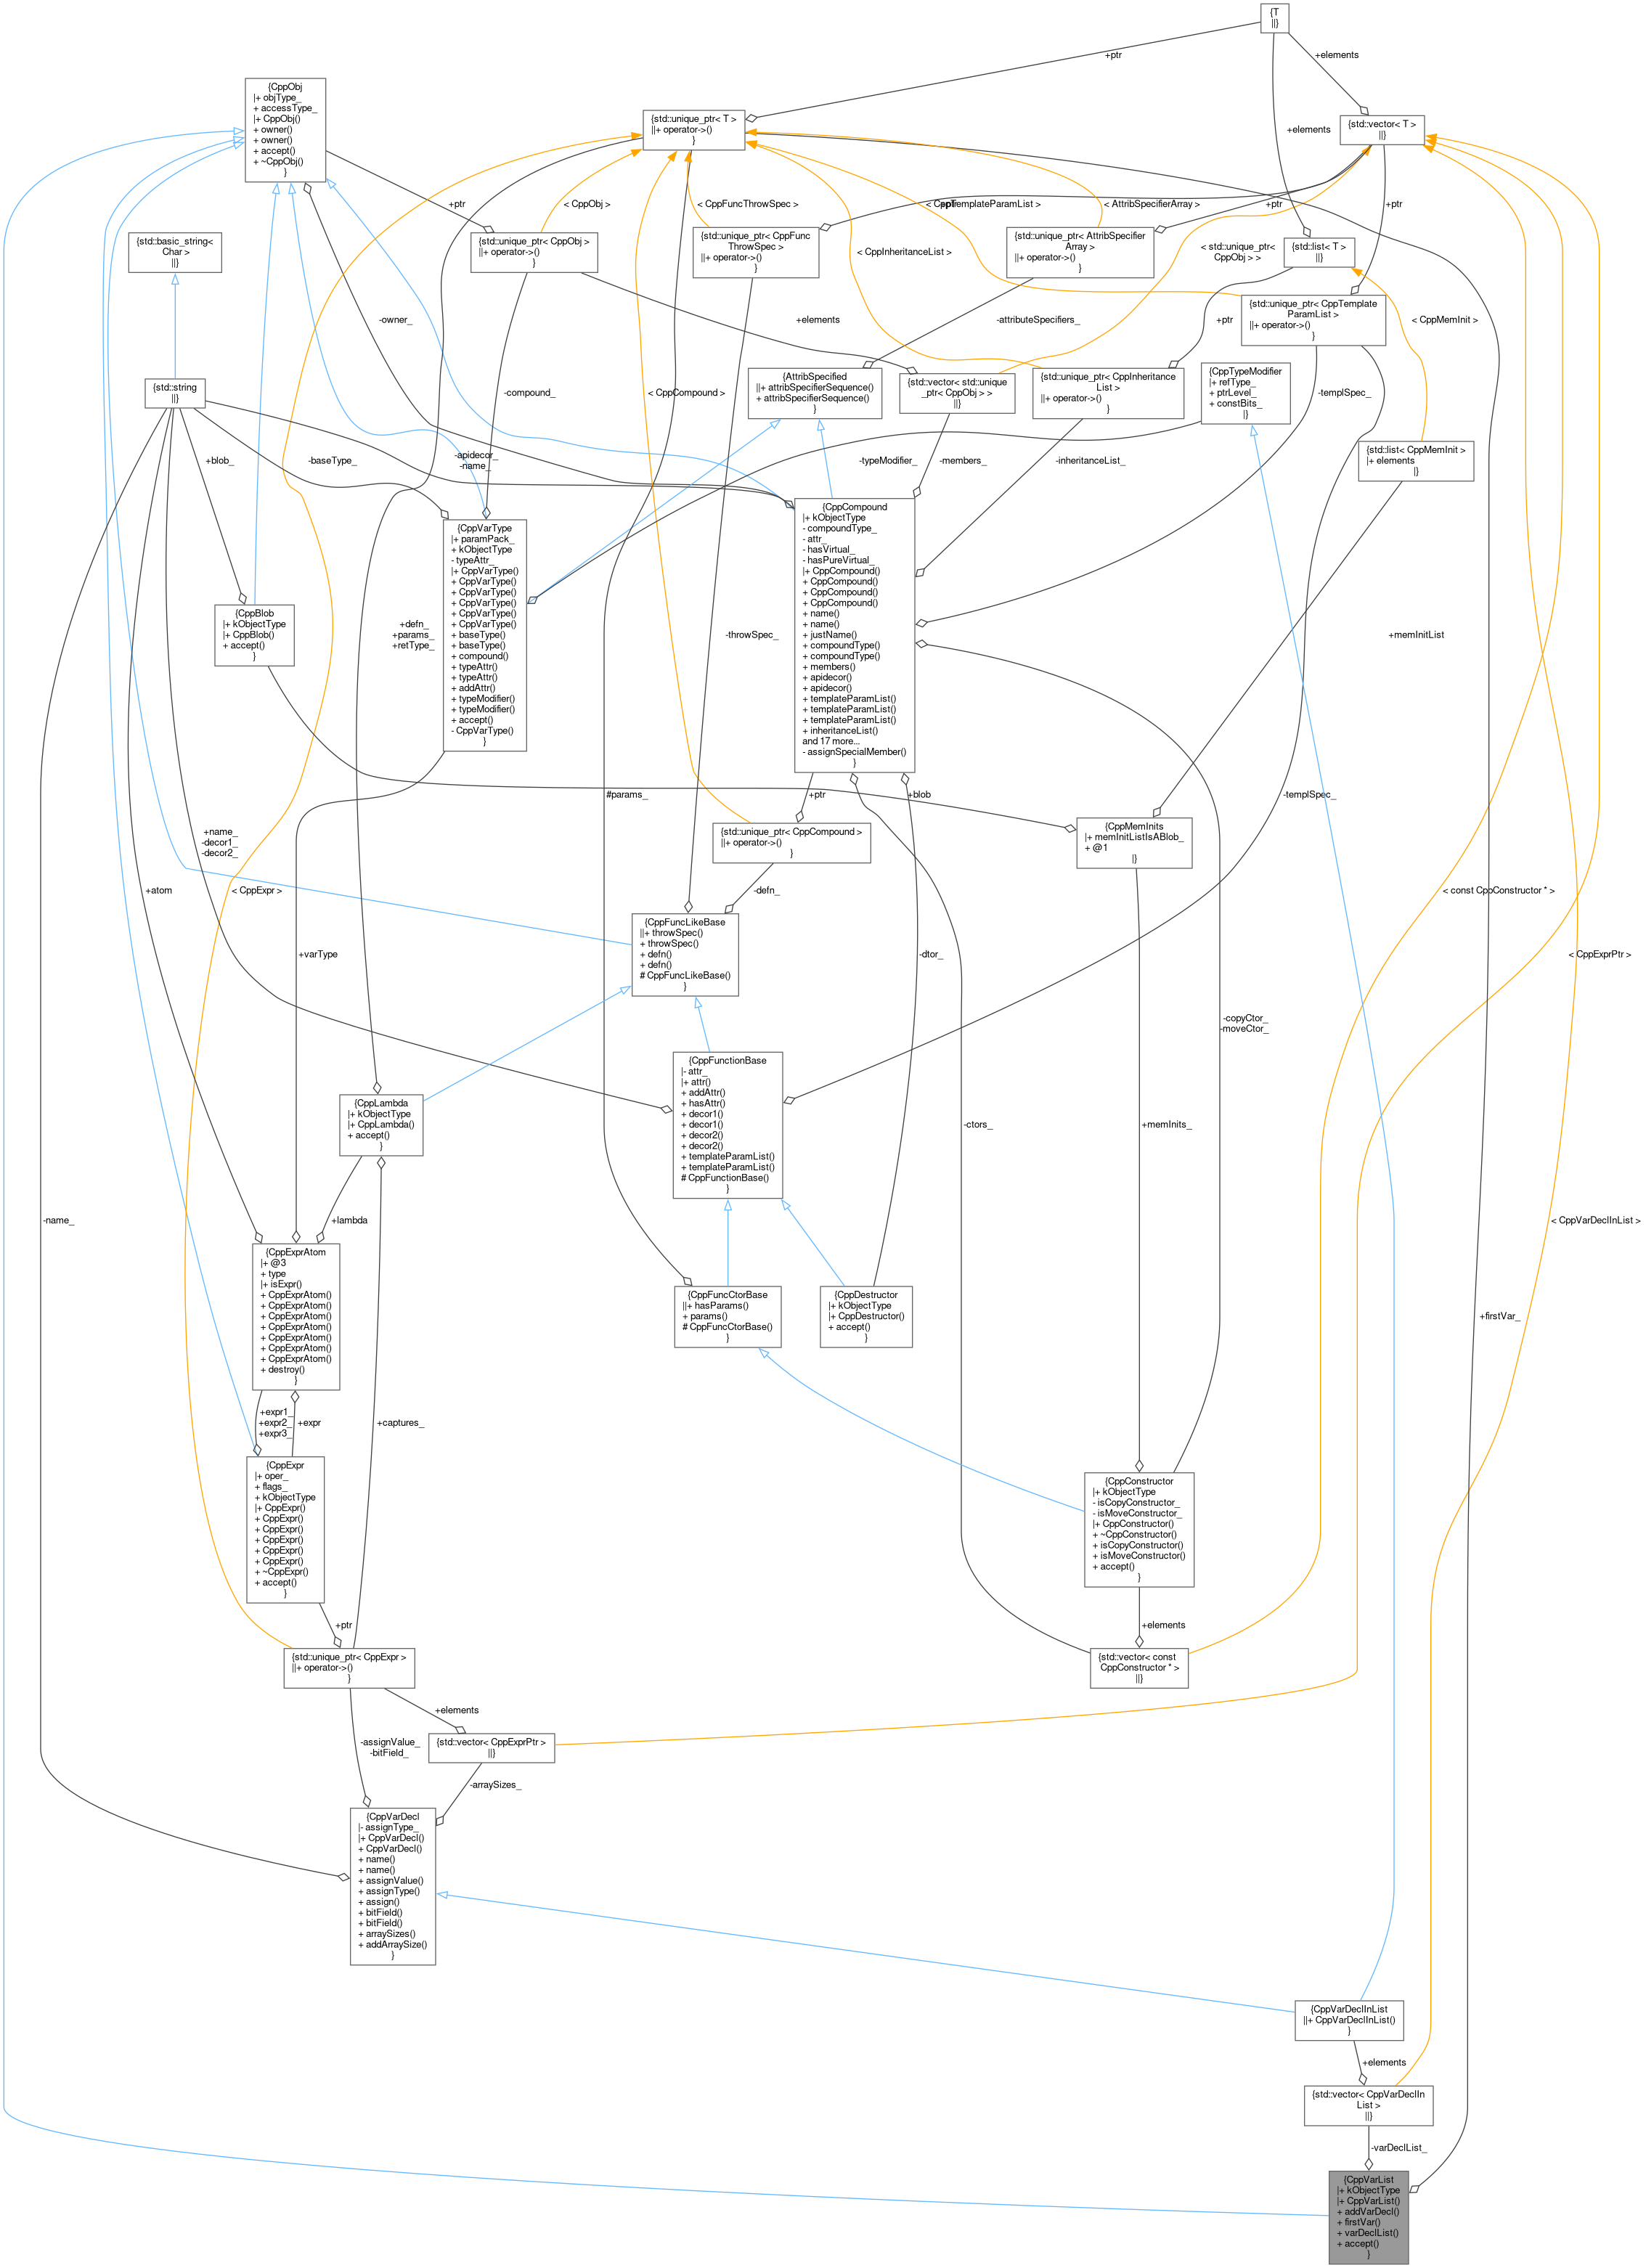 {T
||}
+ptr
+elements
+elements
{CppObj
|+ objType_
+ accessType_
|+ CppObj()
+ owner()
+ owner()
+ accept()
+ ~CppObj()
}
{std::unique_ptr< T >
||+ operator->()
}
{std::vector< T >
||}
+ptr
< CppObj >
< CppFuncThrowSpec >
+ptr
< CppTemplateParamList >
< AttribSpecifierArray >
+ptr
+ptr
{std::basic_string<
Char >
||}
{std::unique_ptr< CppObj >
||+ operator->()
}
{std::unique_ptr< CppFunc
ThrowSpec >
||+ operator->()
}
{std::unique_ptr< AttribSpecifier
Array >
||+ operator->()
}
{std::list< T >
||}
< CppInheritanceList >
< std::unique_ptr<
CppObj > >
{std::unique_ptr< CppTemplate
ParamList >
||+ operator->()
}
-owner_
+elements
-attributeSpecifiers_
+ptr
< CppMemInit >
{std::string
||}
-compound_
< CppCompound >
{AttribSpecified
||+ attribSpecifierSequence()
+ attribSpecifierSequence()
}
{std::vector< std::unique
_ptr< CppObj > >
||}
{std::unique_ptr< CppInheritance
List >
||+ operator->()
}
{CppTypeModifier
|+ refType_
+ ptrLevel_
+ constBits_
|}
-templSpec_
+blob_
-baseType_
-apidecor_
-name_
-typeModifier_
-members_
-inheritanceList_
{std::list< CppMemInit >
|+ elements
|}
{CppVarType
|+ paramPack_
+ kObjectType
- typeAttr_
|+ CppVarType()
+ CppVarType()
+ CppVarType()
+ CppVarType()
+ CppVarType()
+ CppVarType()
+ baseType()
+ baseType()
+ compound()
+ typeAttr()
+ typeAttr()
+ addAttr()
+ typeModifier()
+ typeModifier()
+ accept()
- CppVarType()
}
{CppCompound
|+ kObjectType
- compoundType_
- attr_
- hasVirtual_
- hasPureVirtual_
|+ CppCompound()
+ CppCompound()
+ CppCompound()
+ CppCompound()
+ name()
+ name()
+ justName()
+ compoundType()
+ compoundType()
+ members()
+ apidecor()
+ apidecor()
+ templateParamList()
+ templateParamList()
+ templateParamList()
+ inheritanceList()
and 17 more...
- assignSpecialMember()
}
{CppBlob
|+ kObjectType
|+ CppBlob()
+ accept()
}
+defn_
+params_
+retType_
-throwSpec_
+memInitList
#params_
+ptr
+blob
-templSpec_
{std::unique_ptr< CppCompound >
||+ operator->()
}
{CppMemInits
|+ memInitListIsABlob_
+ @1
|}
+name_
-decor1_
-decor2_
+atom
< CppExpr >
-defn_
< const CppConstructor * >
{CppFuncLikeBase
||+ throwSpec()
+ throwSpec()
+ defn()
+ defn()
# CppFuncLikeBase()
}
+varType
-dtor_
< CppExprPtr >
-copyCtor_
-moveCtor_
{CppFunctionBase
|- attr_
|+ attr()
+ addAttr()
+ hasAttr()
+ decor1()
+ decor1()
+ decor2()
+ decor2()
+ templateParamList()
+ templateParamList()
# CppFunctionBase()
}
{CppLambda
|+ kObjectType
|+ CppLambda()
+ accept()
}
-ctors_
+memInits_
-name_
+lambda
< CppVarDeclInList >
{CppExprAtom
|+ @3
+ type
|+ isExpr()
+ CppExprAtom()
+ CppExprAtom()
+ CppExprAtom()
+ CppExprAtom()
+ CppExprAtom()
+ CppExprAtom()
+ CppExprAtom()
+ destroy()
}
{CppFuncCtorBase
||+ hasParams()
+ params()
# CppFuncCtorBase()
}
{CppDestructor
|+ kObjectType
|+ CppDestructor()
+ accept()
}
+firstVar_
+expr1_
+expr2_
+expr3_
+expr
+captures_
{CppExpr
|+ oper_
+ flags_
+ kObjectType
|+ CppExpr()
+ CppExpr()
+ CppExpr()
+ CppExpr()
+ CppExpr()
+ CppExpr()
+ ~CppExpr()
+ accept()
}
{CppConstructor
|+ kObjectType
- isCopyConstructor_
- isMoveConstructor_
|+ CppConstructor()
+ ~CppConstructor()
+ isCopyConstructor()
+ isMoveConstructor()
+ accept()
}
+ptr
+elements
{std::unique_ptr< CppExpr >
||+ operator->()
}
{std::vector< const
CppConstructor * >
||}
+elements
-assignValue_
-bitField_
{std::vector< CppExprPtr >
||}
-arraySizes_
{CppVarDecl
|- assignType_
|+ CppVarDecl()
+ CppVarDecl()
+ name()
+ name()
+ assignValue()
+ assignType()
+ assign()
+ bitField()
+ bitField()
+ arraySizes()
+ addArraySize()
}
{CppVarDeclInList
||+ CppVarDeclInList()
}
+elements
{std::vector< CppVarDeclIn
List >
||}
-varDeclList_
{CppVarList
|+ kObjectType
|+ CppVarList()
+ addVarDecl()
+ firstVar()
+ varDeclList()
+ accept()
}